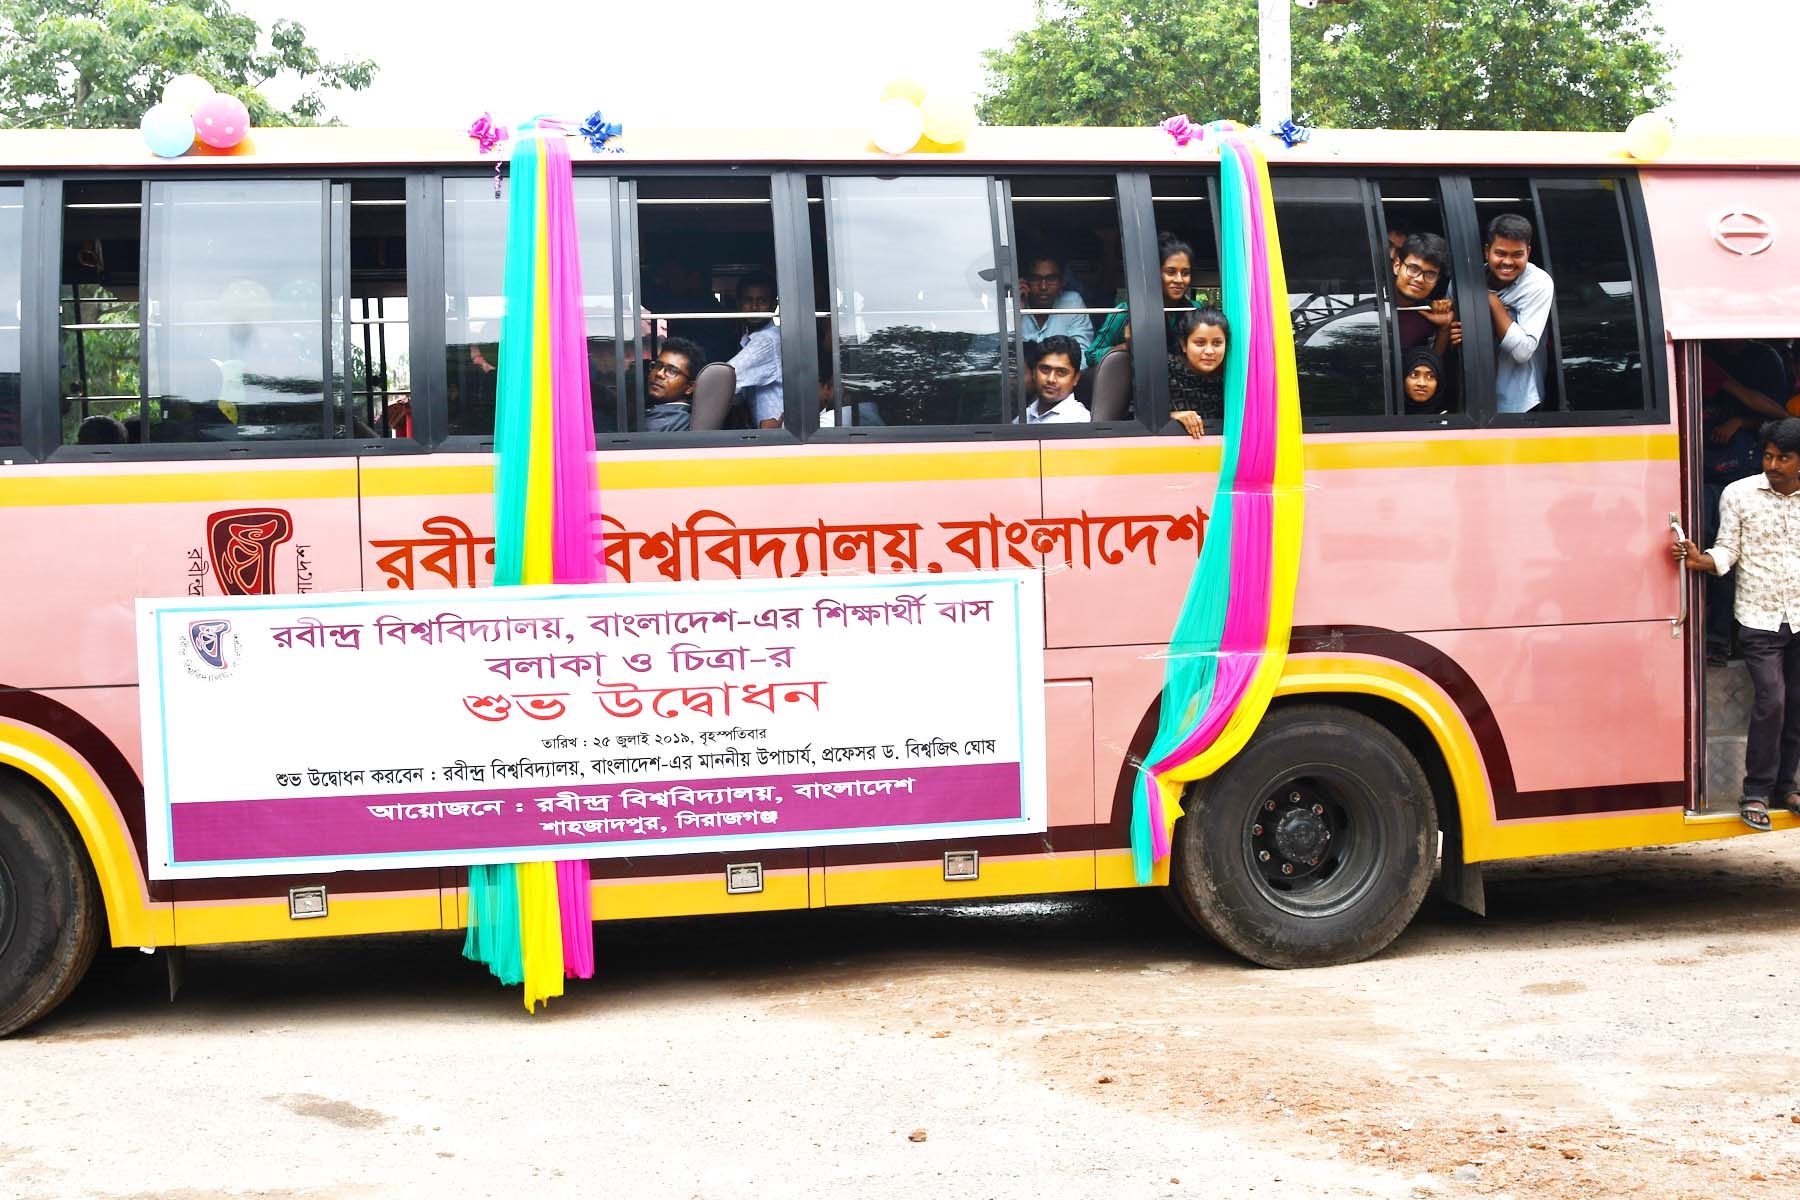 বিশ্ববিদ্যালয়, বাংলাদেশ
রবীন্দ্র বিশ্ববিদ্যালয়, বাংলাদেশ-এর শিক্ষার্থী বাস
বলাকা ও চিত্রা-র
শুভ উদ্বোধন
তারিখ : ২৫ জুলাই ২০১৯, বৃহস্পতিবার
শুভ উদ্বোধন করবেন : রবীন্দ্র বিশ্ববিদ্যালয়, বাংলাদেশ-এর মাননীয় উপাচার্য, প্রফেসর ড. বিশ্বজিৎ ঘোষ
আয়োজনে : রবীন্দ্র বিশ্ববিদ্যালয়, বাংলাদেশ
শাহজাদপুর, সিরাজগঞ্জ